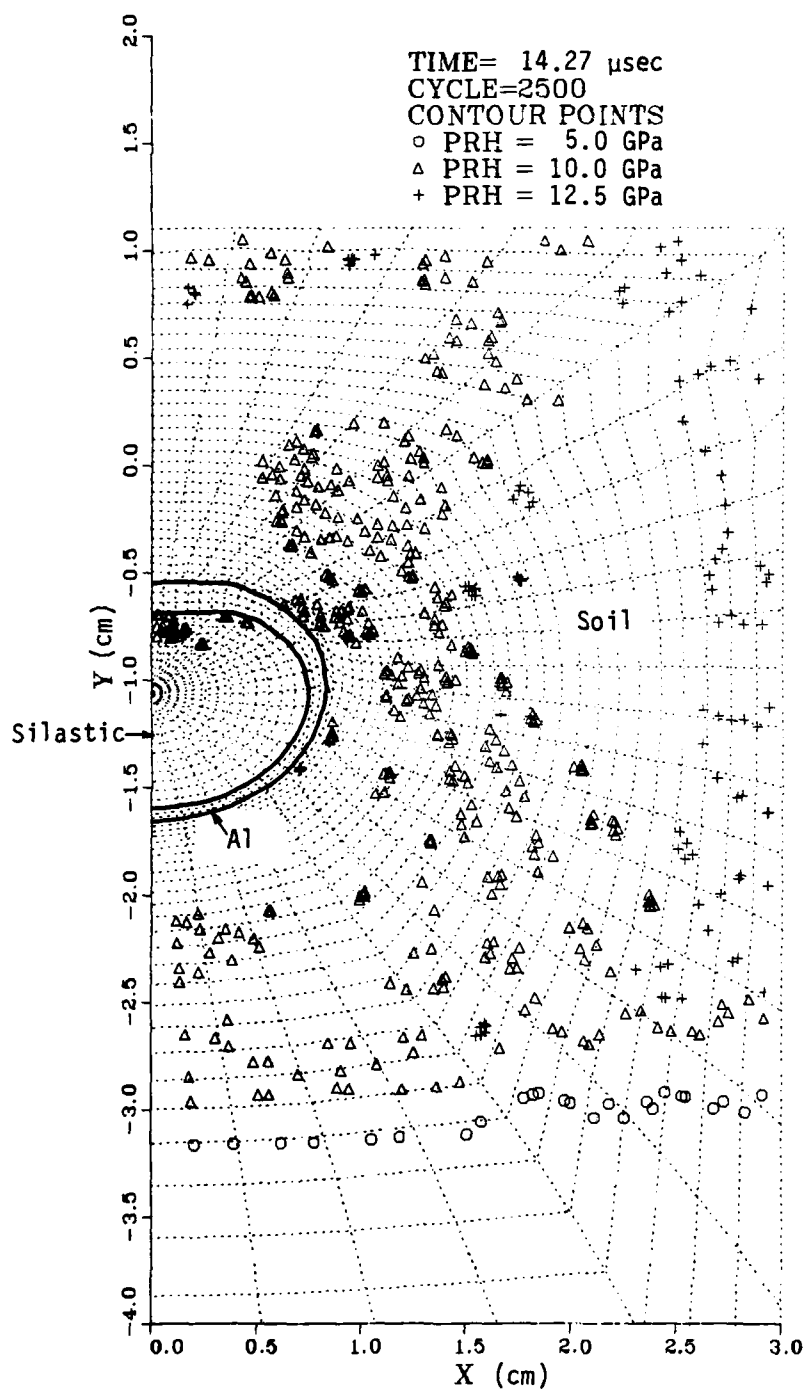 TIME= 14.27 µsec
CYCLE=2500
CONTOUR POINTS
○ PRH = 5.0 GPa
△ PRH = 10.0 GPa
+ PRH = 12.5 GPa
2.0
1.5
1.0
0.5
0.0
-0.5
-1.0
-1.5
-2.0
-2.5
-3.0
-3.5
-4.0
Y (cm)
Soil
Silastic
Al
0.0 0.5 1.0 1.5 2.0 2.5 3.0
X (cm)